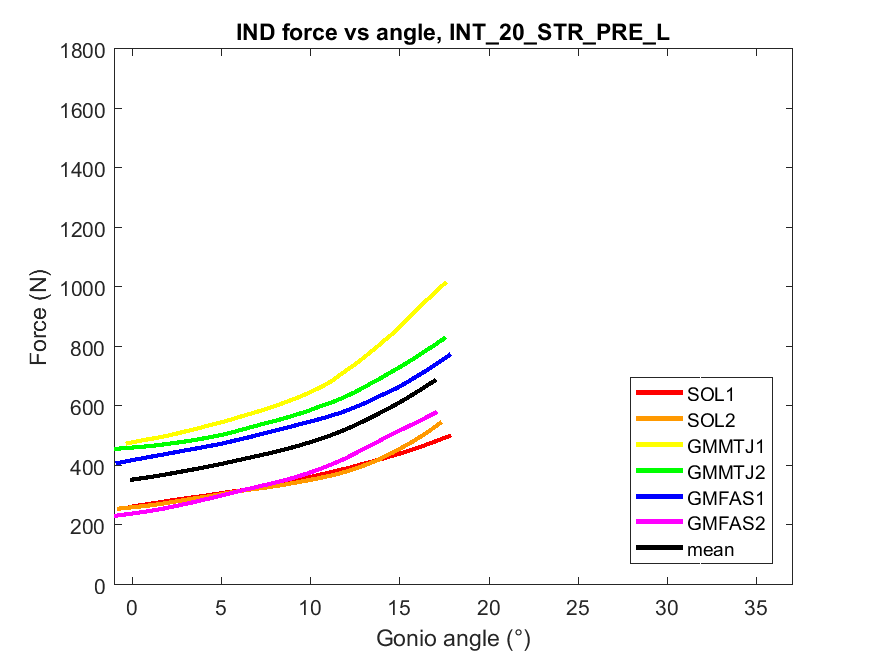 IND force vs angle, INT_20_STR_PRE_L
1800
1600
1400
1200
1000
800
600
400
200
0
Force (N)
0 5 10 15 20 25 30 35
Gonio angle (°)
SOL1
SOL2
GMMTJ1
GMMTJ2
GMFAS1
GMFAS2
mean